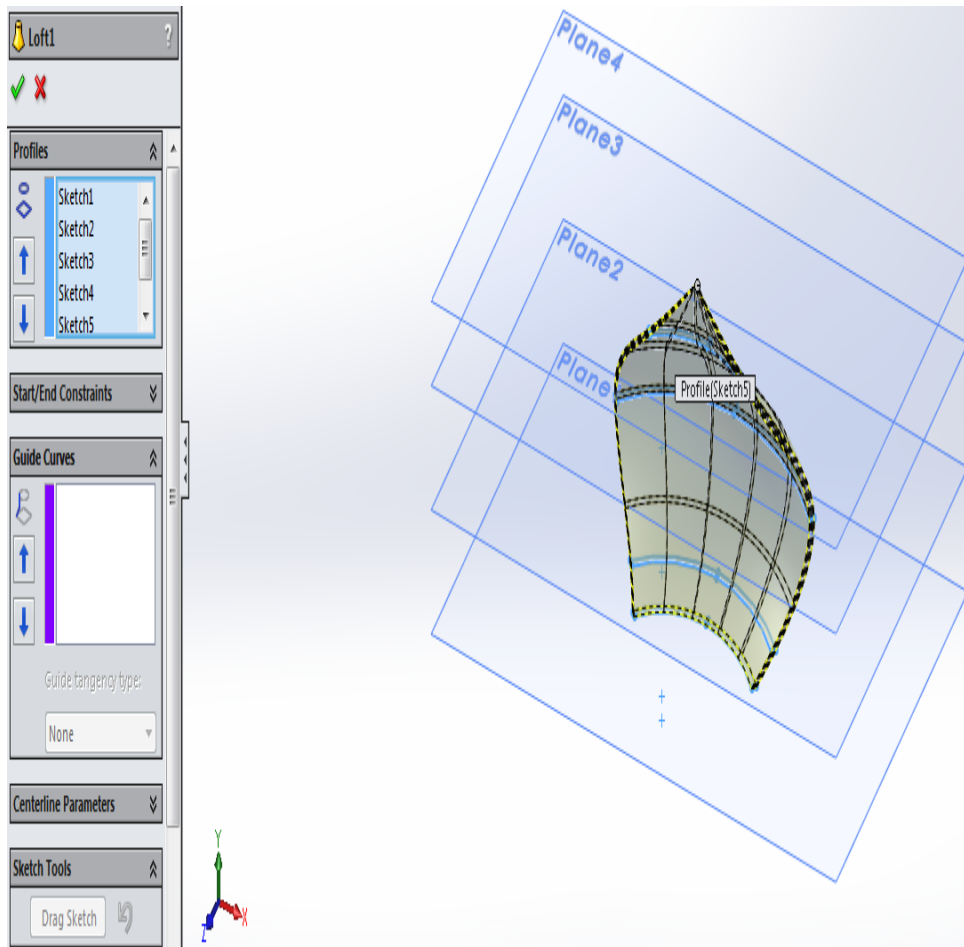 Loft1
?
Profiles
Sketch1
Sketch2
Sketch3
Sketch4
Sketch5
Start/End Constraints
Guide Curves
Guide tangency type:
None
Centerline Parameters
Sketch Tools
Drag Sketch
Plane4
Plane3
Plane2
Plane
Profile(Sketch5)
Y
X
Z